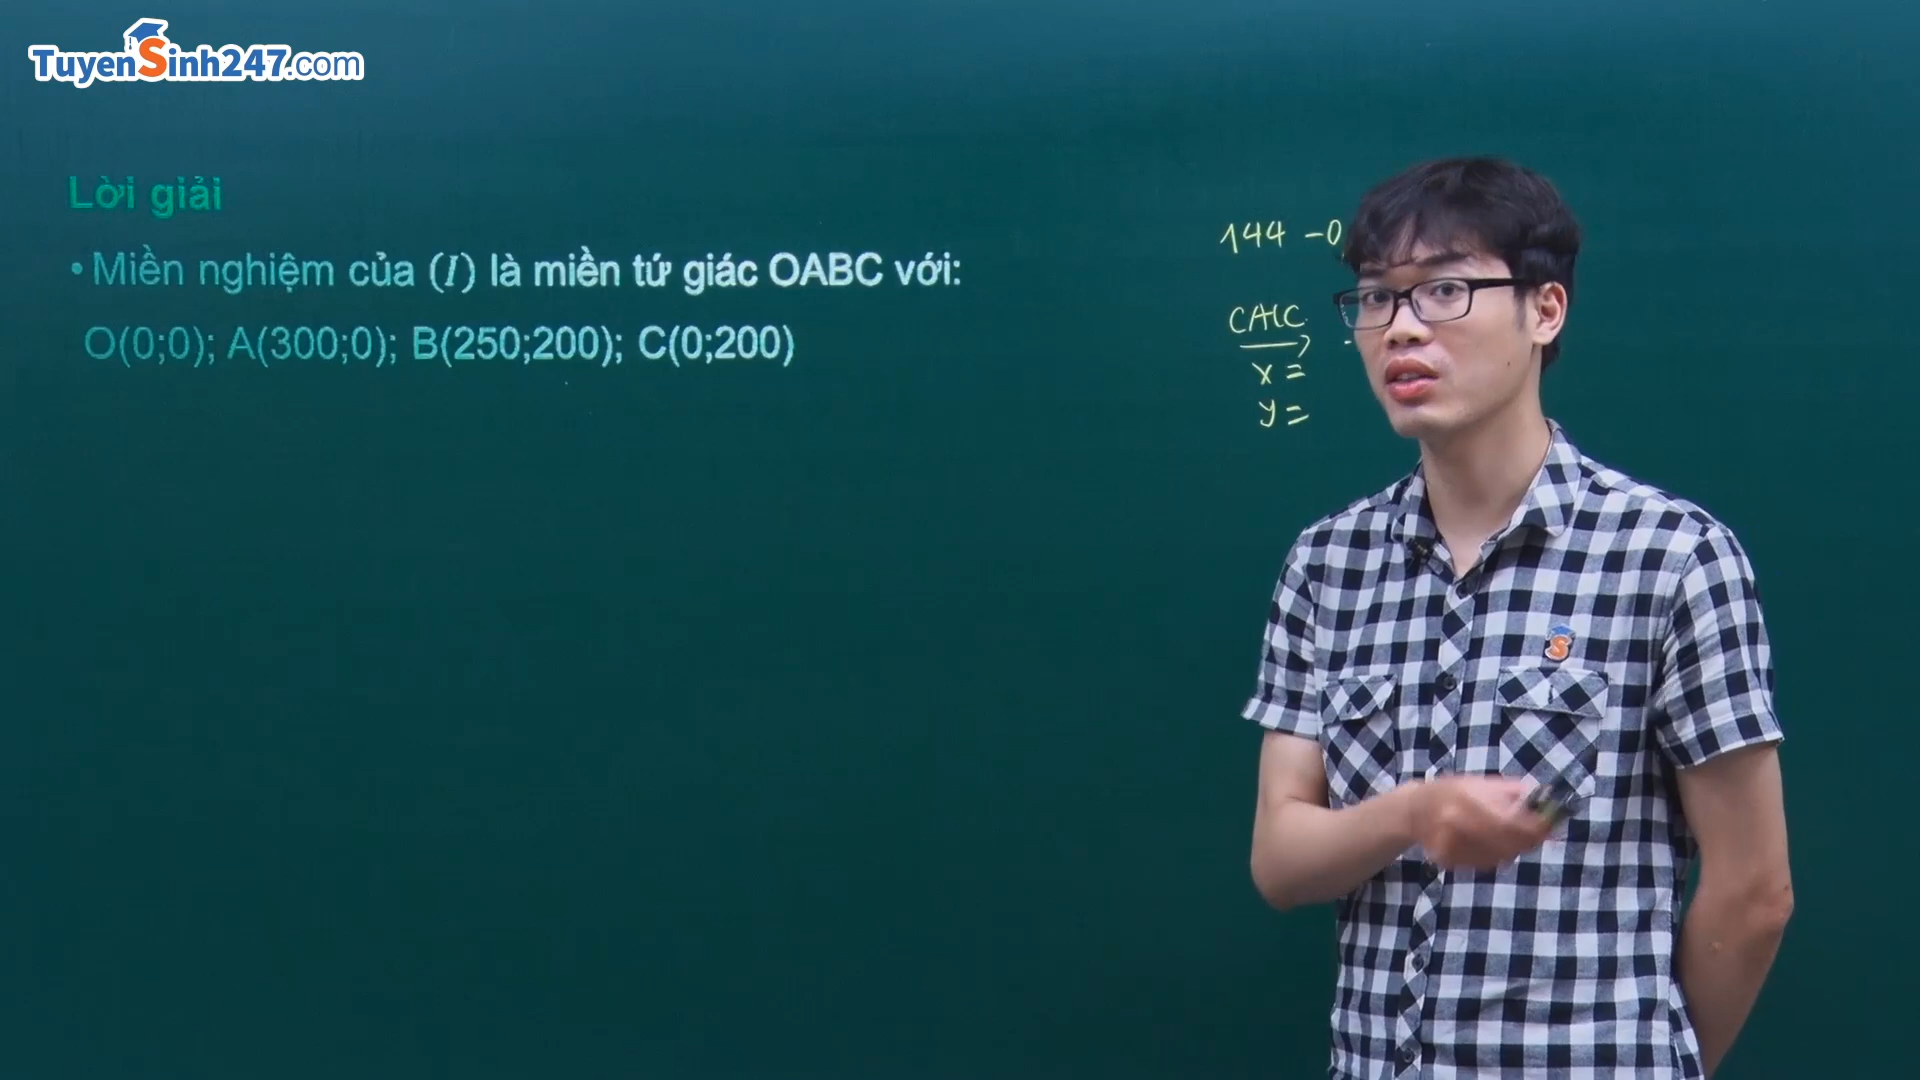 TuyenSinh247.com
Lời giải
• Miền nghiệm của (I) là miền tứ giác OABC với:
O(0;0); A(300;0); B(250;200); C(0;200)
144 - 0
CALC
x =
y =
S